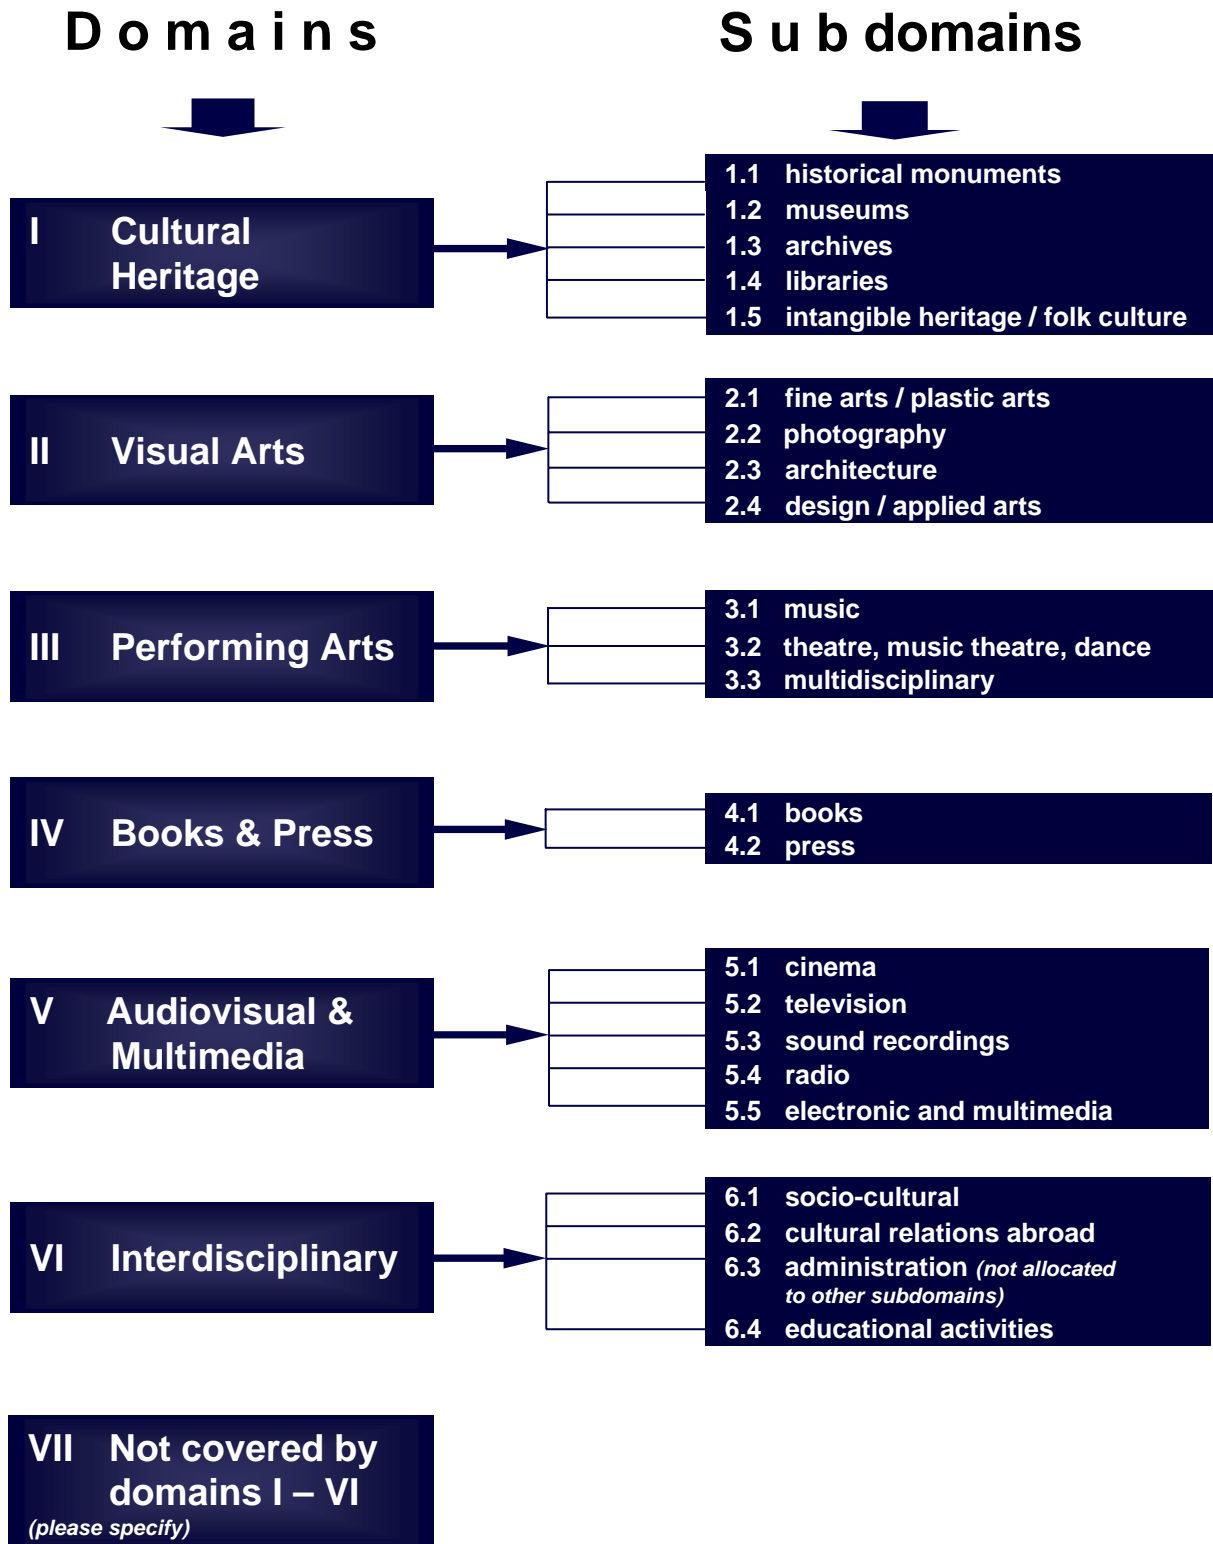 Domains
Sub domains
I Cultural
Heritage
1.1 historical monuments
1.2 museums
1.3 archives
1.4 libraries
1.5 intangible heritage / folk culture
II Visual Arts
2.1 fine arts / plastic arts
2.2 photography
2.3 architecture
2.4 design / applied arts
III Performing Arts
3.1 music
3.2 theatre, music theatre, dance
3.3 multidisciplinary
IV Books & Press
4.1 books
4.2 press
V Audiovisual &
Multimedia
5.1 cinema
5.2 television
5.3 sound recordings
5.4 radio
5.5 electronic and multimedia
VI Interdisciplinary
6.1 socio-cultural
6.2 cultural relations abroad
6.3 administration (not allocated
to other subdomains)
6.4 educational activities
VII Not covered by
domains I – VI
(please specify)